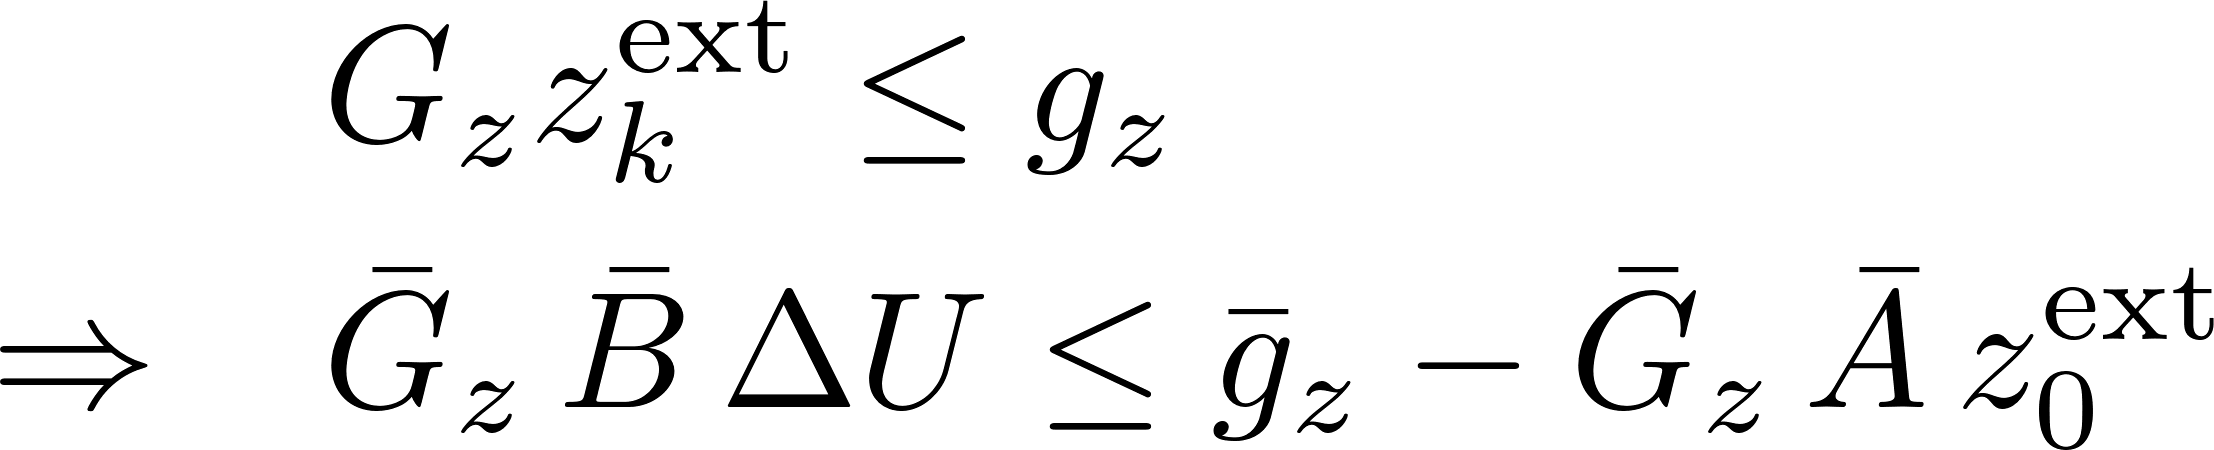 G_z z_k^ext ≤ g_z
⇒ Ḡ_z B̄ ΔU ≤ ḡ_z − Ḡ_z Ā z_0^ext